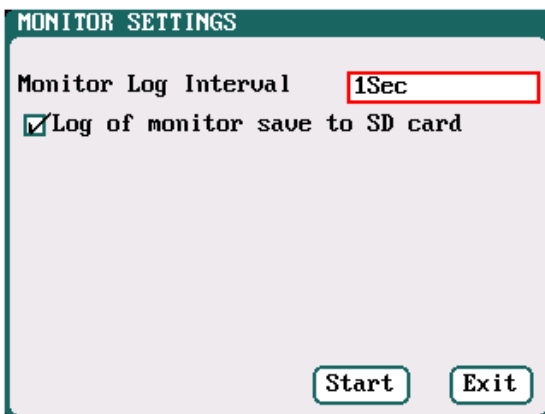 MONITOR SETTINGS
Monitor Log Interval 1Sec
Log of monitor save to SD card
Start Exit